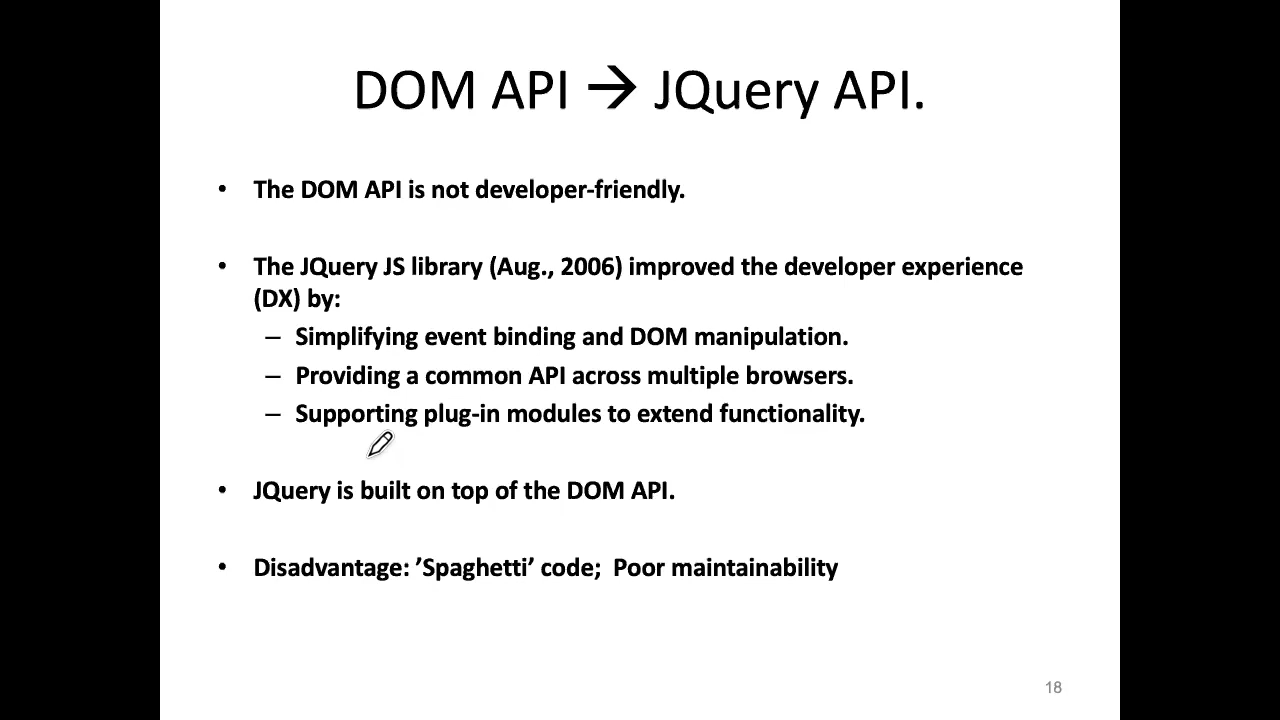 DOM API → JQuery API.
• The DOM API is not developer-friendly.
• The JQuery JS library (Aug., 2006) improved the developer experience
(DX) by:
– Simplifying event binding and DOM manipulation.
– Providing a common API across multiple browsers.
– Supporting plug-in modules to extend functionality.
• JQuery is built on top of the DOM API.
• Disadvantage: ’Spaghetti’ code;  Poor maintainability
18